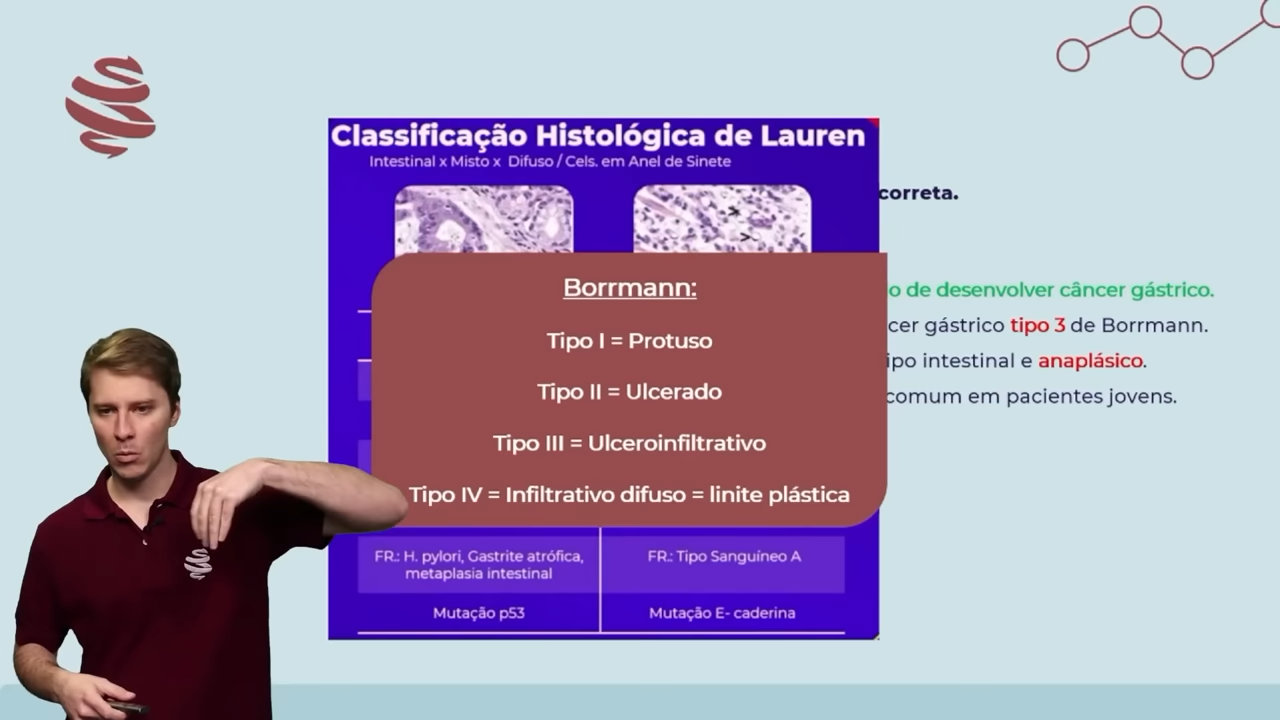 Classificação Histológica de Lauren
Intestinal x Misto x Difuso / Cels. em Anel de Sinete
correta.
Borrmann:
Tipo I = Protuso
Tipo II = Ulcerado
Tipo III = Ulceroinfiltrativo
Tipo IV = Infiltrativo difuso = linite plástica
o de desenvolver câncer gástrico.
cer gástrico tipo 3 de Borrmann.
ipo intestinal e anaplásico.
comum em pacientes jovens.
FR.: H. pylori, Gastrite atrófica,
metaplasia intestinal
FR.: Tipo Sanguíneo A
Mutação p53
Mutação E- caderina